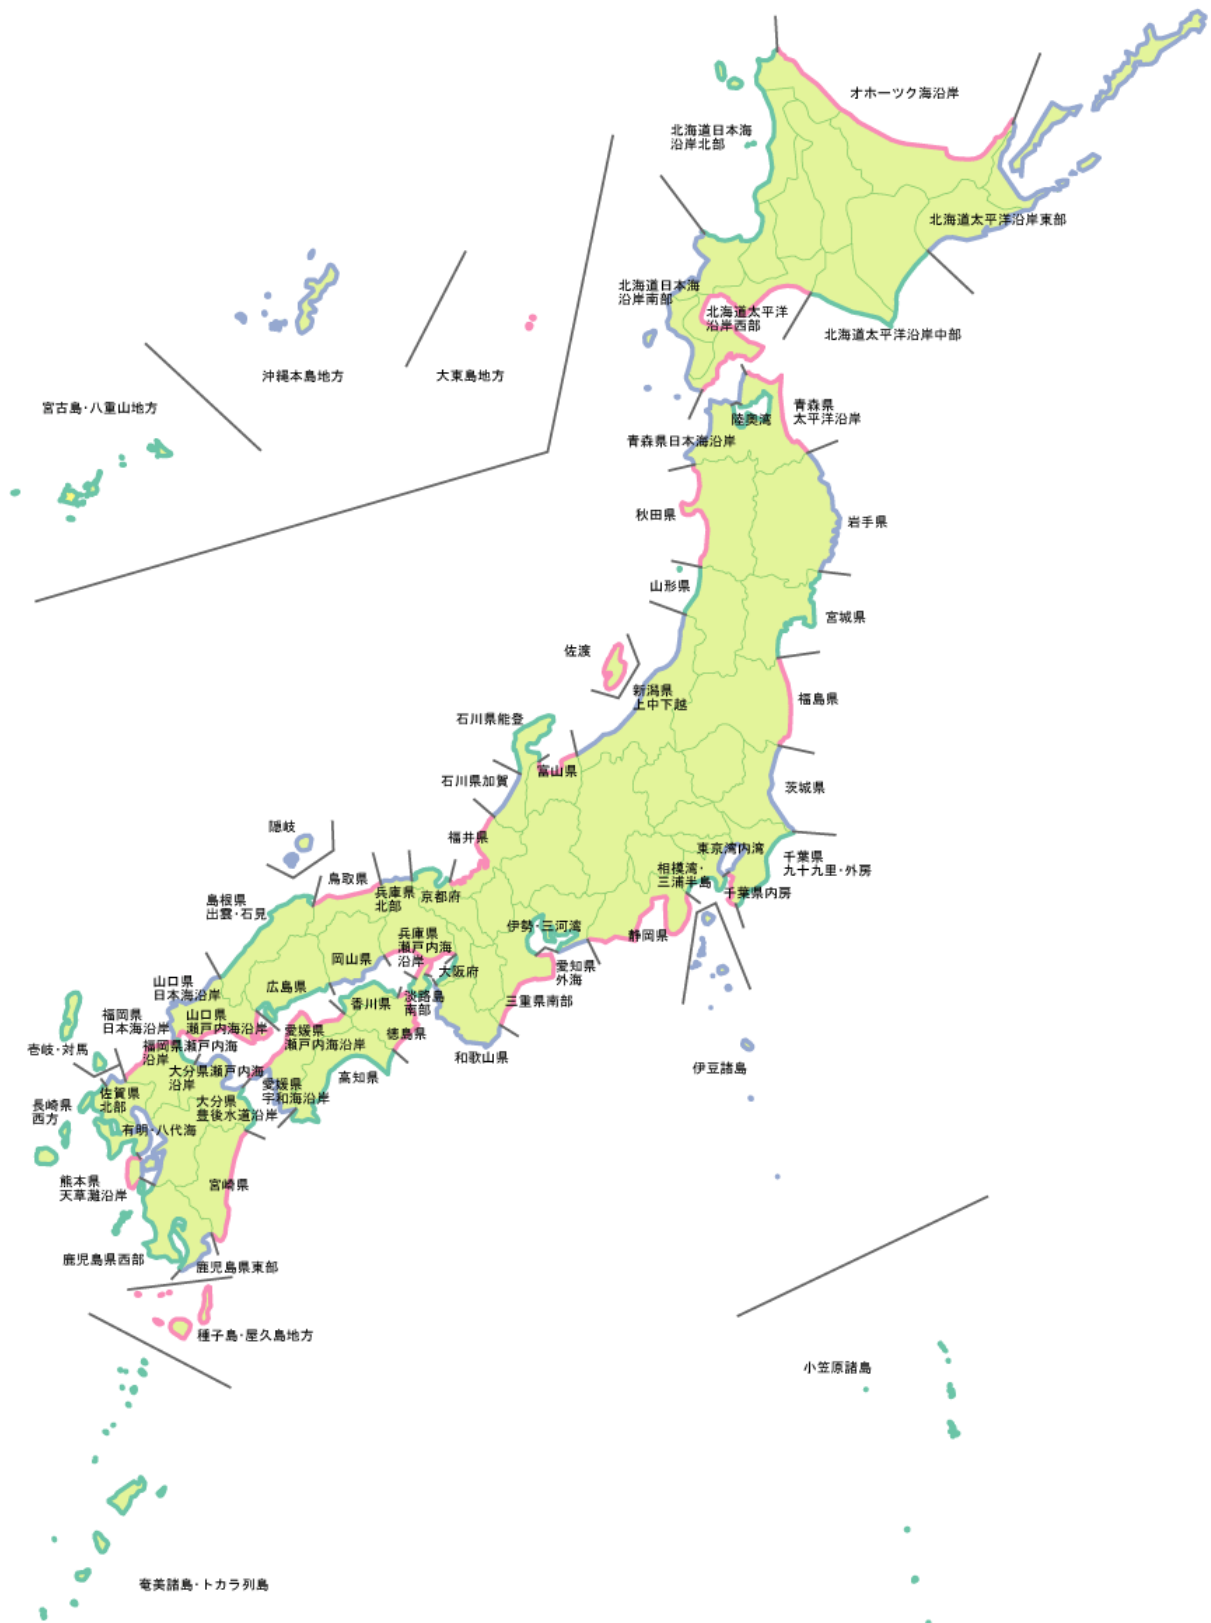 オホーツク海沿岸
北海道日本海
沿岸北部
北海道太平洋沿岸東部
北海道日本海
沿岸南部
北海道太平洋
沿岸西部
北海道太平洋沿岸中部
沖縄本島地方
大東島地方
宮古島・八重山地方
青森県
太平洋沿岸
陸奥湾
青森県日本海沿岸
秋田県
岩手県
山形県
宮城県
佐渡
新潟県
上中下越
福島県
石川県能登
富山県
石川県加賀
茨城県
隠岐
福井県
東京湾内湾
千葉県
九十九里・外房
相模湾・
三浦半島
千葉県内房
鳥取県
兵庫県
北部
京都府
島根県
出雲・石見
伊勢・三河湾
静岡県
兵庫県
瀬戸内海
沿岸
岡山県
大阪府
愛知県
外海
山口県
日本海沿岸
広島県
香川県
淡路島
南部
三重県南部
福岡県
日本海沿岸
山口県
瀬戸内海沿岸
愛媛県
瀬戸内海沿岸
徳島県
壱岐・対馬
福岡県瀬戸内海
沿岸
和歌山県
伊豆諸島
大分県瀬戸内海
沿岸
高知県
愛媛県
宇和海沿岸
佐賀県
北部
長崎県
西方
大分県
豊後水道沿岸
有明・八代海
熊本県
天草灘沿岸
宮崎県
鹿児島県西部
鹿児島県東部
種子島・屋久島地方
小笠原諸島
奄美諸島・トカラ列島